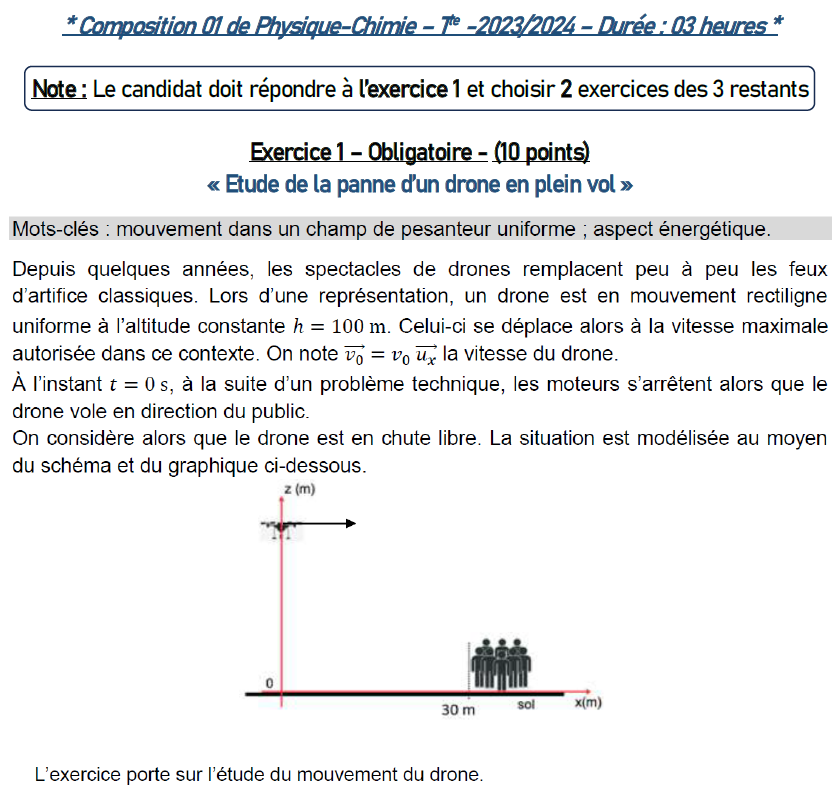 * Composition 01 de Physique-Chimie – Tle -2023/2024 – Durée : 03 heures *
Note : Le candidat doit répondre à l'exercice 1 et choisir 2 exercices des 3 restants
Exercice 1 – Obligatoire - (10 points)
« Etude de la panne d'un drone en plein vol »
Mots-clés : mouvement dans un champ de pesanteur uniforme ; aspect énergétique.
Depuis quelques années, les spectacles de drones remplacent peu à peu les feux
d'artifice classiques. Lors d'une représentation, un drone est en mouvement rectiligne
uniforme à l'altitude constante h = 100 m. Celui-ci se déplace alors à la vitesse maximale
autorisée dans ce contexte. On note v₀⃗ = v₀ uₓ⃗ la vitesse du drone.
À l'instant t = 0 s, à la suite d'un problème technique, les moteurs s'arrêtent alors que le
drone vole en direction du public.
On considère alors que le drone est en chute libre. La situation est modélisée au moyen
du schéma et du graphique ci-dessous.
z (m)
0
30 m
sol
x(m)
L'exercice porte sur l'étude du mouvement du drone.